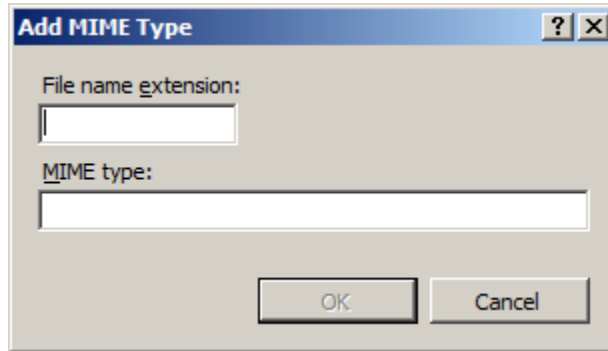 Add MIME Type
File name extension:
MIME type:
OK Cancel